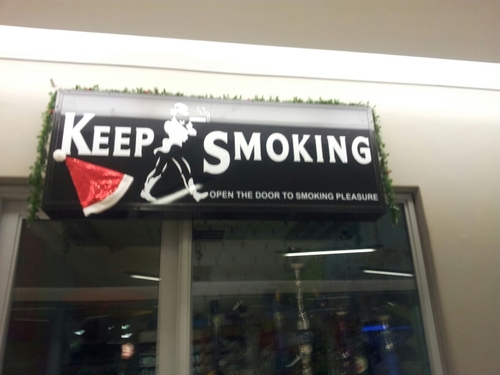 KEEP SMOKING
OPEN THE DOOR TO SMOKING PLEASURE